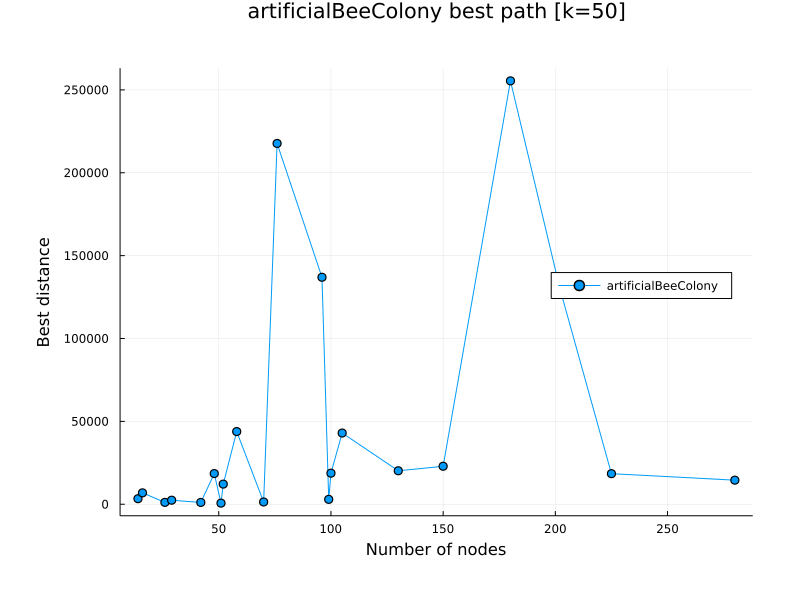 artificialBeeColony best path [k=50]
250000
200000
150000
100000
50000
0
Best distance
artificialBeeColony
50
100
150
200
250
Number of nodes